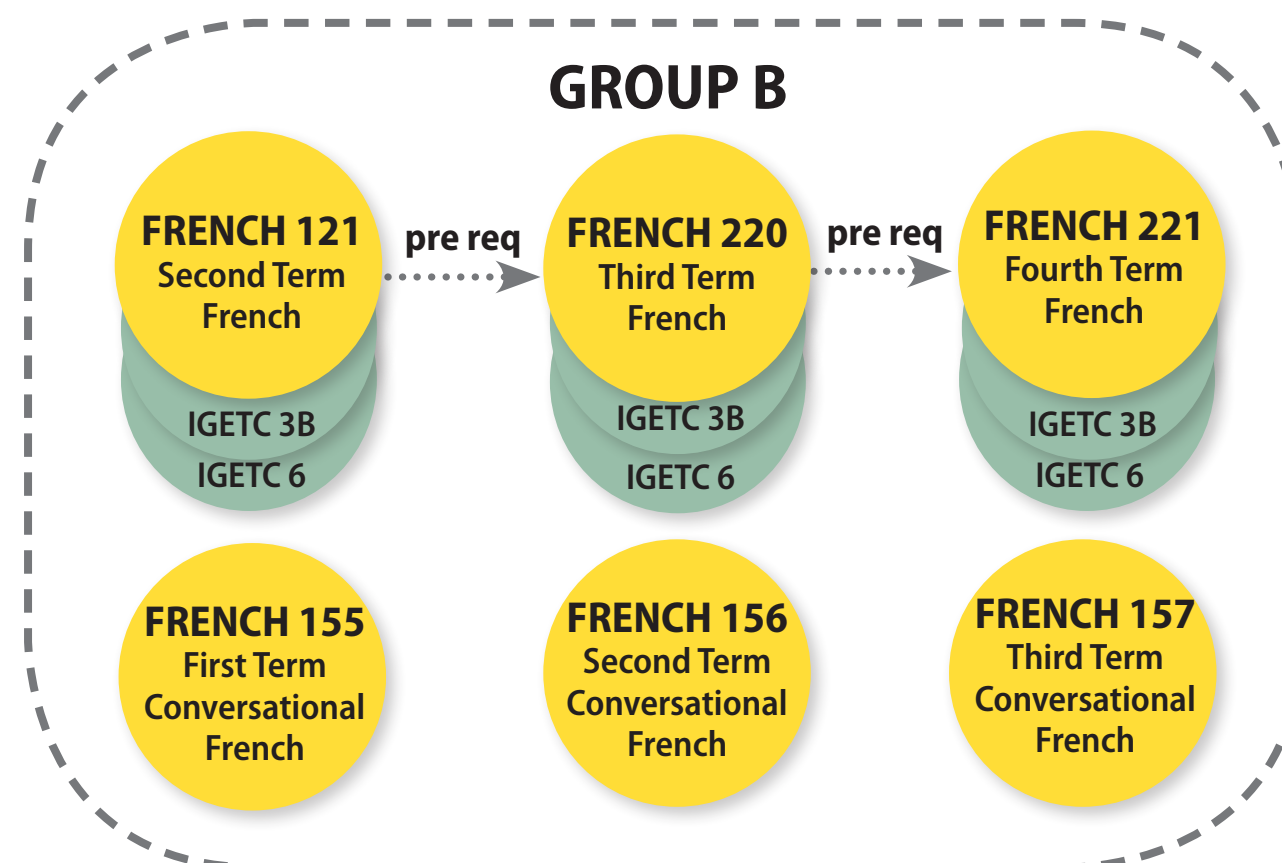 GROUP B
FRENCH 121
Second Term
French
IGETC 3B
IGETC 6
pre req
FRENCH 220
Third Term
French
IGETC 3B
IGETC 6
pre req
FRENCH 221
Fourth Term
French
IGETC 3B
IGETC 6
FRENCH 155
First Term
Conversational
French
FRENCH 156
Second Term
Conversational
French
FRENCH 157
Third Term
Conversational
French